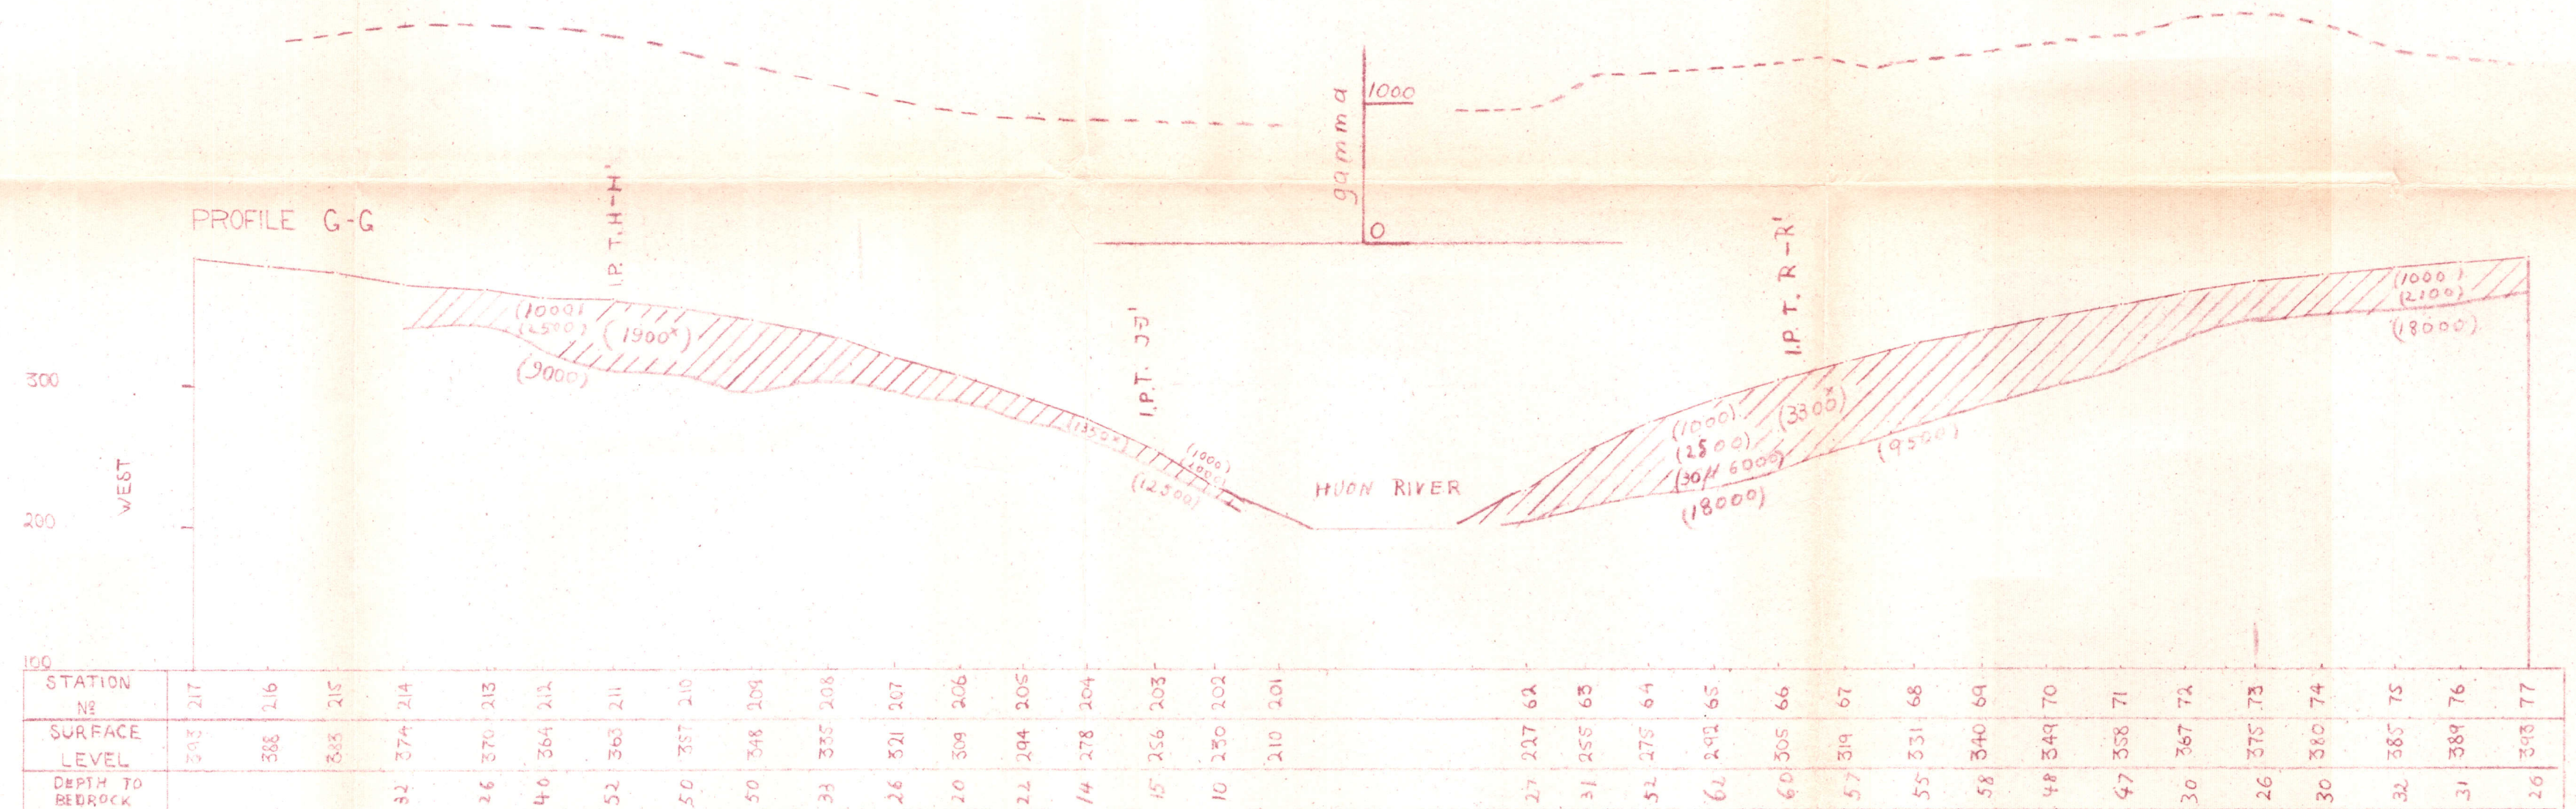 gamma
1000
0
PROFILE G-G
I.P. T. H-H'
I.P.T. J-J'
I.P.T. R-R'
(1000)
(2500)
(1900x)
(9000)
(1350x)
(1000)
(12500)
HUON RIVER
(1000)
(2800)
(3300x)
(18000)
(9500)
(1000)
(2100)
(18000)
WEST
300
200
100
STATION Nº 217 216 215 214 213 212 211 210 209 208 207 206 205 204 203 202 201 62 63 64 65 66 67 68 69 70 71 72 73 74 75 76 77
SURFACE LEVEL 393 388 383 374 370 364 363 357 348 335 321 309 294 278 256 230 210 227 255 275 292 305 319 331 340 349 358 367 375 380 385 389 393
DEPTH TO BEDROCK 32 26 40 52 50 50 33 26 20 22 14 15 10 27 31 52 62 60 57 55 58 48 47 30 26 30 32 31 26